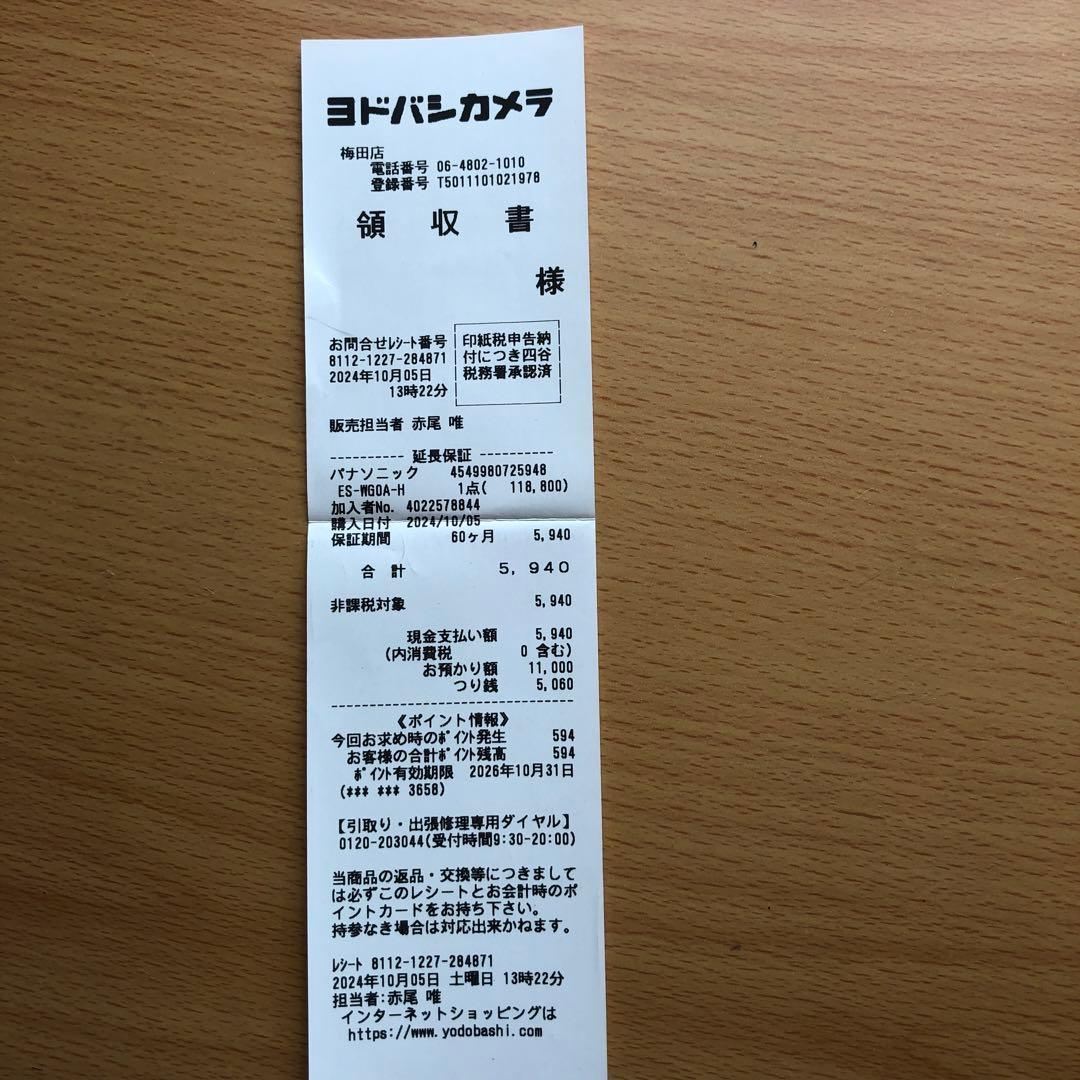 ヨドバシカメラ
梅田店
電話番号 06-4802-1010
登録番号 T5011101021978
領 収 書
様
お問合せﾚｼｰﾄ番号
8112-1227-284871
2024年10月05日
13時22分
印紙税申告納
付につき四谷
税務署承認済
販売担当者 赤尾 唯
---------- 延長保証 ----------
パナソニック 4549980725948
ES-WG0A-H 1点( 118,800)
加入者No. 4022578844
購入日付 2024/10/05
保証期間 60ヶ月 5,940
合 計 5,940
非課税対象 5,940
現金支払い額 5,940
(内消費税 0 含む)
お預かり額 11,000
つり銭 5,060
--------------------------------
《ポイント情報》
今回お求め時のﾎﾟｲﾝﾄ発生 594
お客様の合計ﾎﾟｲﾝﾄ残高 594
ﾎﾟｲﾝﾄ有効期限 2026年10月31日
(*** *** 3658)
【引取り・出張修理専用ダイヤル】
0120-203044(受付時間9:30-20:00)
当商品の返品・交換等につきまして
は必ずこのレシートとお会計時のポ
イントカードをお持ち下さい。
持参なき場合は対応出来かねます。
ﾚｼｰﾄ 8112-1227-284871
2024年10月05日 土曜日 13時22分
担当者:赤尾 唯
インターネットショッピングは
https://www.yodobashi.com